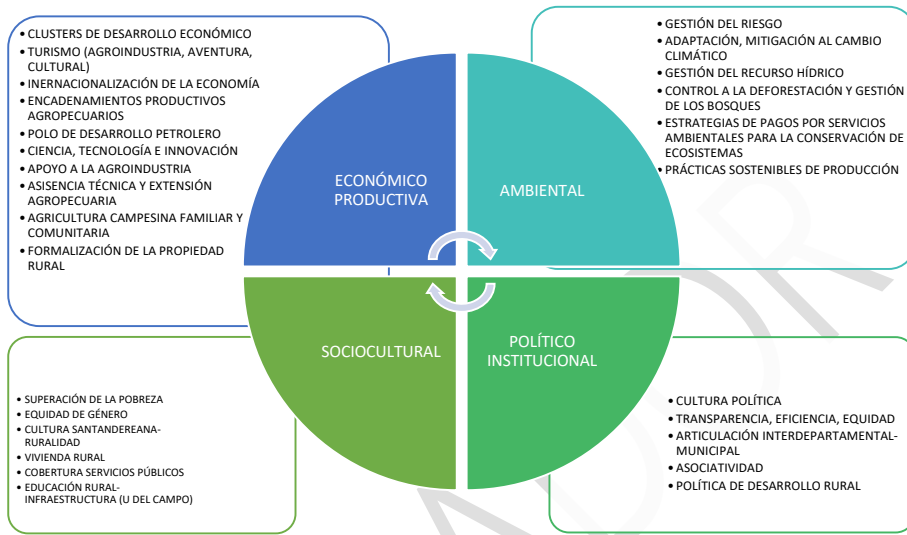 • CLUSTERS DE DESARROLLO ECONÓMICO
• TURISMO (AGROINDUSTRIA, AVENTURA,
CULTURAL)
• INERNACIONALIZACIÓN DE LA ECONOMÍA
• ENCADENAMIENTOS PRODUCTIVOS
AGROPECUARIOS
• POLO DE DESARROLLO PETROLERO
• CIENCIA, TECNOLOGÍA E INNOVACIÓN
• APOYO A LA AGROINDUSTRIA
• ASISENCIA TÉCNICA Y EXTENSIÓN
AGROPECUARIA
• AGRICULTURA CAMPESINA FAMILIAR Y
COMUNITARIA
• FORMALIZACIÓN DE LA PROPIEDAD
RURAL
ECONÓMICO
PRODUCTIVA
AMBIENTAL
• GESTIÓN DEL RIESGO
• ADAPTACIÓN, MITIGACIÓN AL CAMBIO
CLIMÁTICO
• GESTIÓN DEL RECURSO HÍDRICO
• CONTROL A LA DEFORESTACIÓN Y GESTIÓN
DE LOS BOSQUES
• ESTRATEGIAS DE PAGOS POR SERVICIOS
AMBIENTALES PARA LA CONSERVACIÓN DE
ECOSISTEMAS
• PRÁCTICAS SOSTENIBLES DE PRODUCCIÓN
SOCIOCULTURAL
POLÍTICO
INSTITUCIONAL
• SUPERACIÓN DE LA POBREZA
• EQUIDAD DE GÉNERO
• CULTURA SANTANDEREANA-
RURALIDAD
• VIVIENDA RURAL
• COBERTURA SERVICIOS PÚBLICOS
• EDUCACIÓN RURAL-
INFRAESTRUCTURA (U DEL CAMPO)
• CULTURA POLÍTICA
• TRANSPARENCIA, EFICIENCIA, EQUIDAD
• ARTICULACIÓN INTERDEPARTAMENTAL-
MUNICIPAL
• ASOCIATIVIDAD
• POLÍTICA DE DESARROLLO RURAL